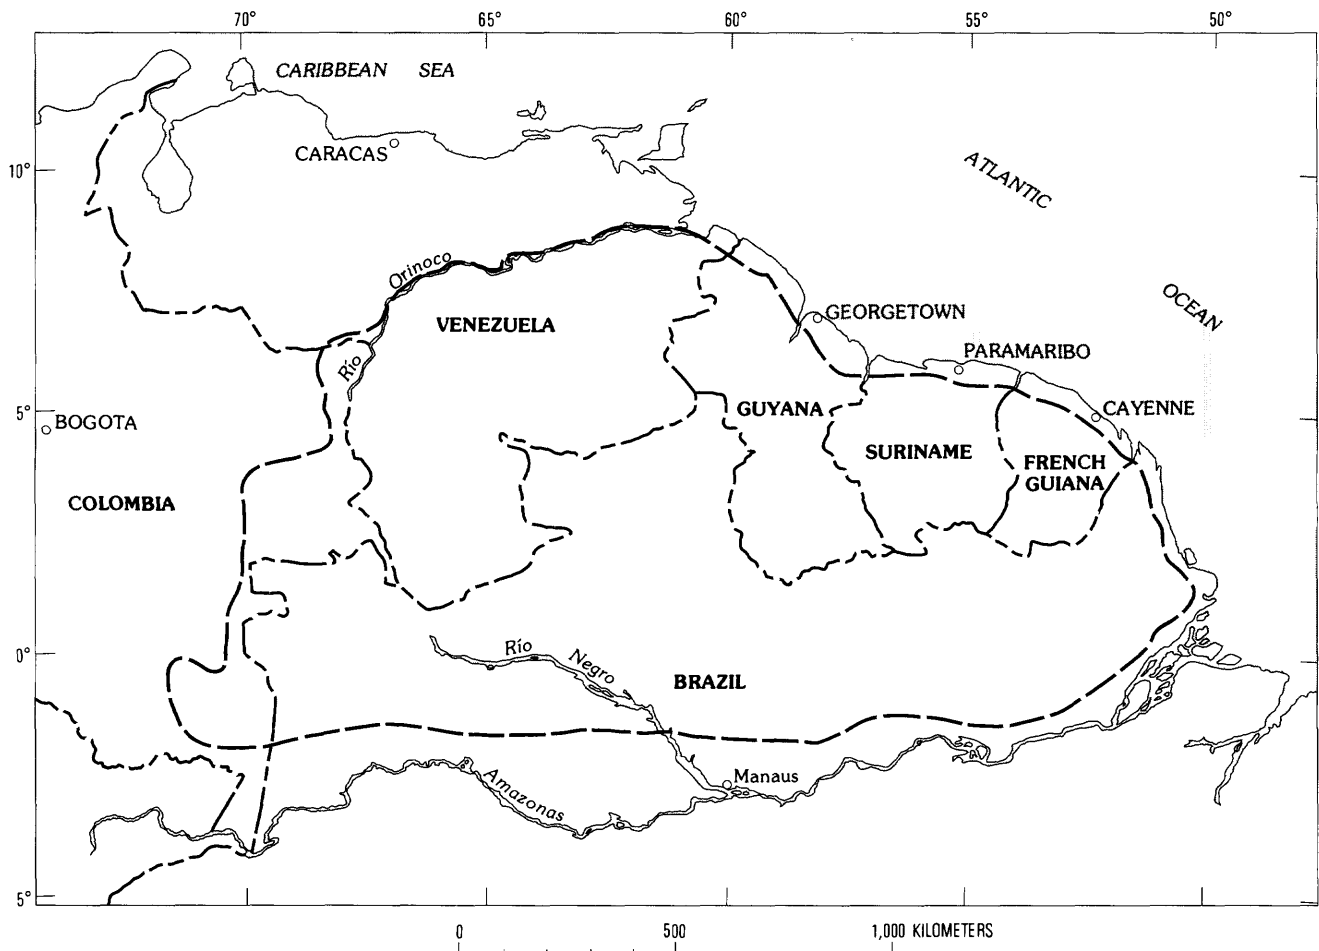 70° 65° 60° 55° 50°
CARIBBEAN SEA
CARACAS
10°
ATLANTIC
OCEAN
Orinoco
Río
VENEZUELA
GEORGETOWN
PARAMARIBO
CAYENNE
5°
BOGOTA
GUYANA
SURINAME
FRENCH
GUIANA
COLOMBIA
0°
Río Negro
BRAZIL
Manaus
Amazonas
5°
0 500 1,000 KILOMETERS